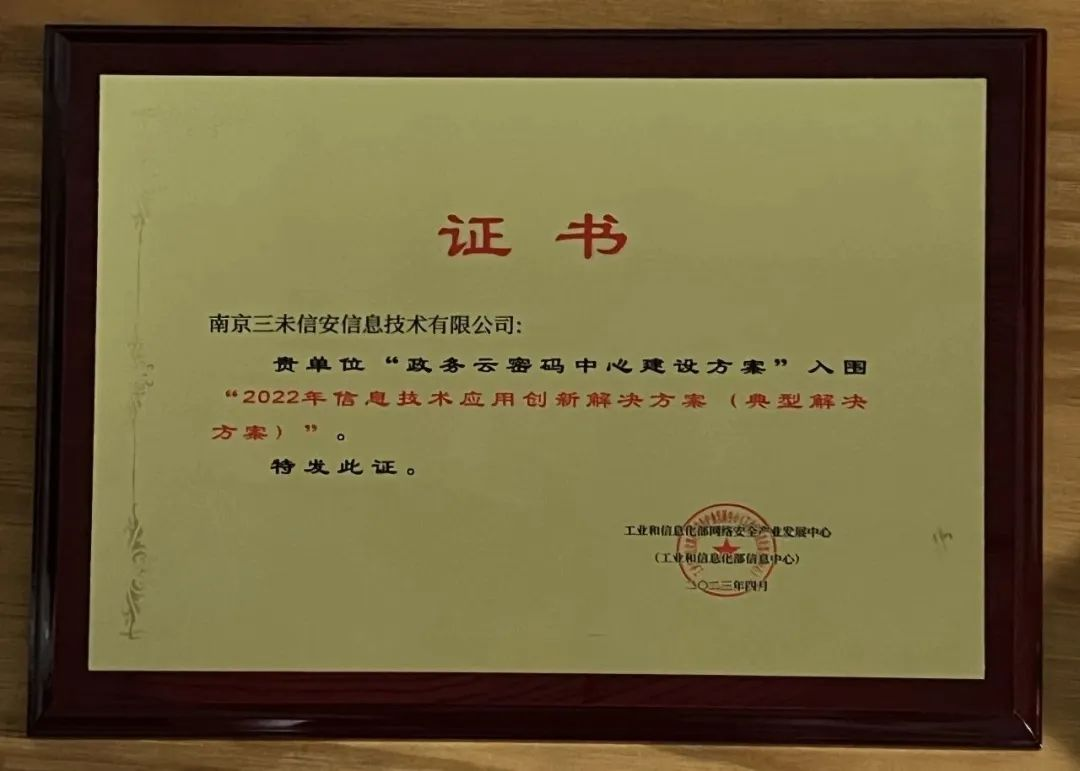 证书
南京三未信安信息技术有限公司:
贵单位“政务云密码中心建设方案”入围
“2022年信息技术应用创新解决方案（典型解决
方案）”。
特发此证。
工业和信息化部网络安全产业发展中心
(工业和信息化部信息中心)
二〇二三年四月